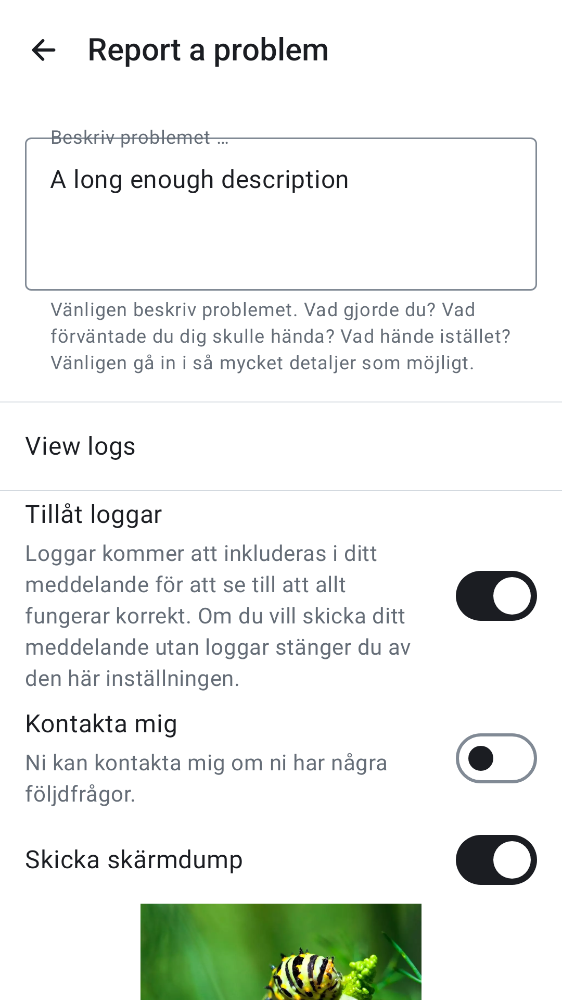 Report a problem
Beskriv problemet …
A long enough description
Vänligen beskriv problemet. Vad gjorde du? Vad
förväntade du dig skulle hända? Vad hände istället?
Vänligen gå in i så mycket detaljer som möjligt.
View logs
Tillåt loggar
Loggar kommer att inkluderas i ditt
meddelande för att se till att allt
fungerar korrekt. Om du vill skicka ditt
meddelande utan loggar stänger du av
den här inställningen.
Kontakta mig
Ni kan kontakta mig om ni har några
följdfrågor.
Skicka skärmdump